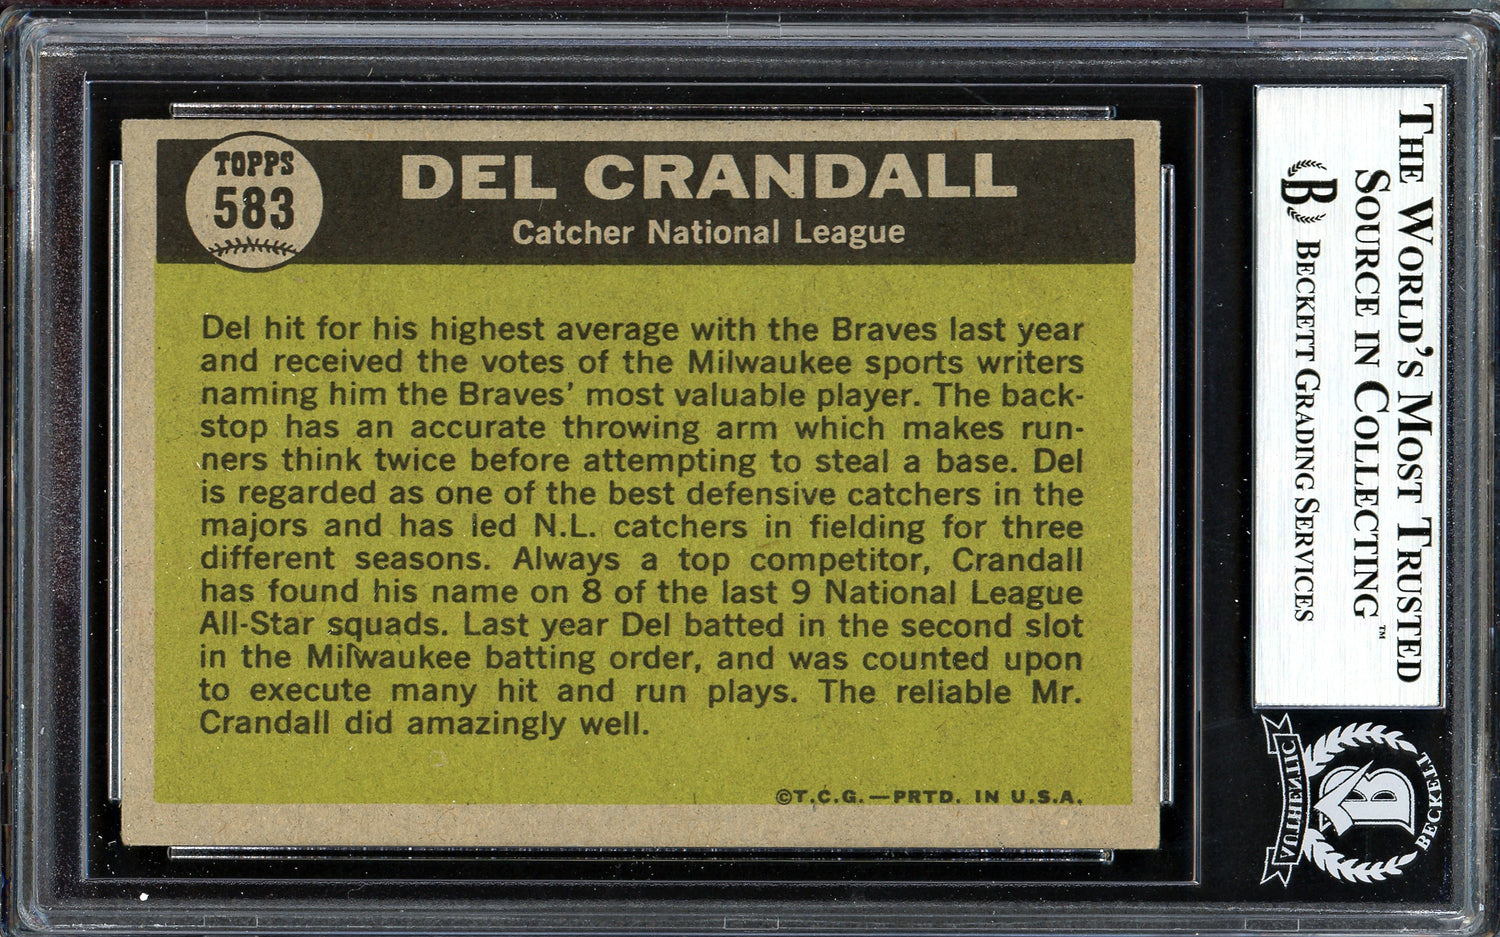 TOPPS
583
DEL CRANDALL
Catcher National League
Del hit for his highest average with the Braves last year
and received the votes of the Milwaukee sports writers
naming him the Braves' most valuable player. The back-
stop has an accurate throwing arm which makes run-
ners think twice before attempting to steal a base. Del
is regarded as one of the best defensive catchers in the
majors and has led N.L. catchers in fielding for three
different seasons. Always a top competitor, Crandall
has found his name on 8 of the last 9 National League
All-Star squads. Last year Del batted in the second slot
in the Milwaukee batting order, and was counted upon
to execute many hit and run plays. The reliable Mr.
Crandall did amazingly well.
©T.C.G.—PRTD. IN U.S.A.
THE WORLD'S MOST TRUSTED
SOURCE IN COLLECTING™
B BECKETT GRADING SERVICES
BECKETT
B
AUTHENTIC